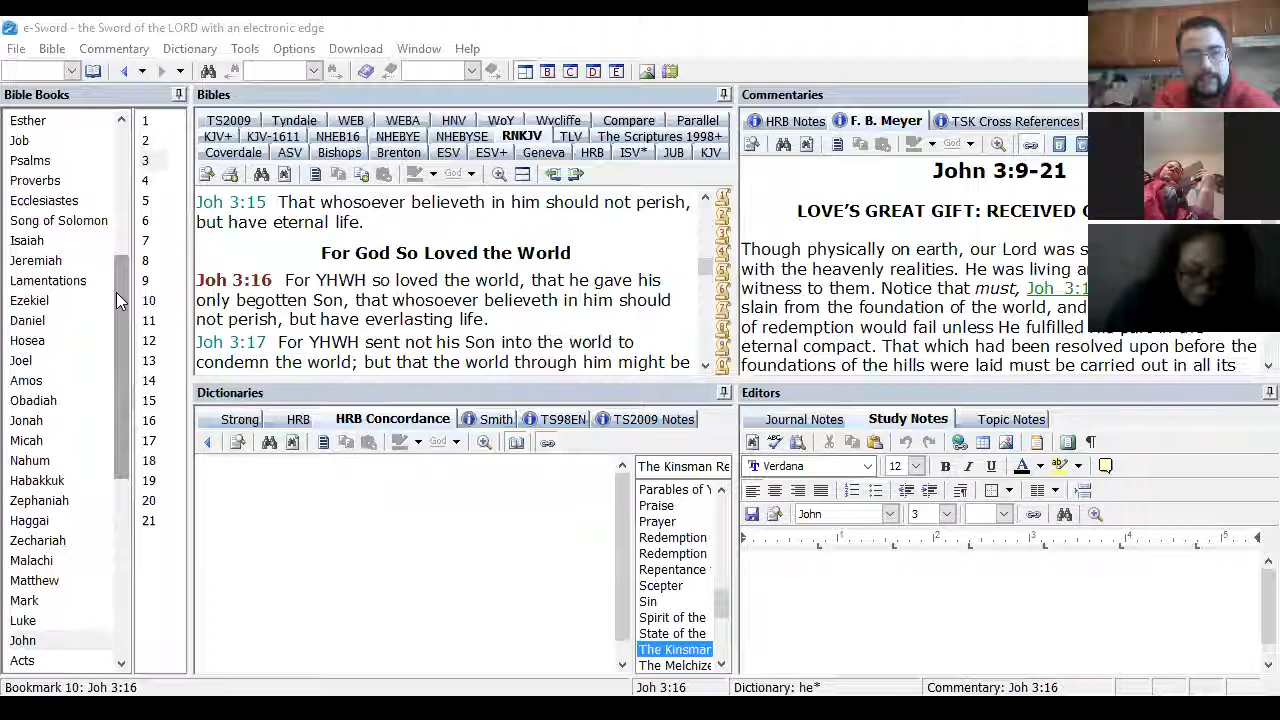 e-Sword - the Sword of the LORD with an electronic edge
File Bible Commentary Dictionary Tools Options Download Window Help
B C D E
Bible Books
Esther
Job
Psalms
Proverbs
Ecclesiastes
Song of Solomon
Isaiah
Jeremiah
Lamentations
Ezekiel
Daniel
Hosea
Joel
Amos
Obadiah
Jonah
Micah
Nahum
Habakkuk
Zephaniah
Haggai
Zechariah
Malachi
Matthew
Mark
Luke
John
Acts
1
2
3
4
5
6
7
8
9
10
11
12
13
14
15
16
17
18
19
20
21
Bibles
TS2009 Tyndale WEB WEBA HNV WoY Wycliffe Compare Parallel
KJV+ KJV-1611 NHEB16 NHEBYE NHEBYSE RNKJV TLV The Scriptures 1998+
Coverdale ASV Bishops Brenton ESV ESV+ Geneva HRB ISV* JUB KJV
God
Joh 3:15 That whosoever believeth in him should not perish,
but have eternal life.
For God So Loved the World
Joh 3:16 For YHWH so loved the world, that he gave his
only begotten Son, that whosoever believeth in him should
not perish, but have everlasting life.
Joh 3:17 For YHWH sent not his Son into the world to
condemn the world; but that the world through him might be
Commentaries
HRB Notes F. B. Meyer TSK Cross References
God
John 3:9-21
LOVE'S GREAT GIFT: RECEIVED
Though physically on earth, our Lord was
with the heavenly realities. He was living
witness to them. Notice that must, Joh 3:1
slain from the foundation of the world, and
of redemption would fail unless He fulfilled
eternal compact. That which had been resolved upon before the
foundations of the hills were laid must be carried out in all its
Dictionaries
Strong HRB HRB Concordance Smith TS98EN TS2009 Notes
God
The Kinsman Re
Parables of Y
Praise
Prayer
Redemption
Redemption
Repentance
Scepter
Sin
Spirit of the
State of the
The Kinsman
The Melchize
Editors
Journal Notes Study Notes Topic Notes
Verdana 12 B I U A ab
John 3
1 2 3 4 5
Bookmark 10: Joh 3:16 Joh 3:16 Dictionary: he* Commentary: Joh 3:16